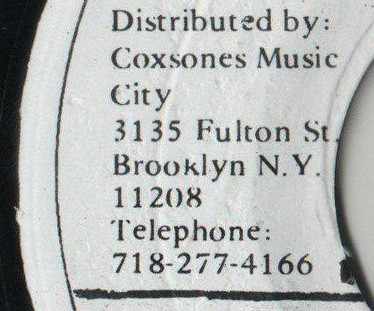 Distributed by:
Coxsones Music
City
3135 Fulton St.
Brooklyn N.Y.
11208
Telephone:
718-277-4166